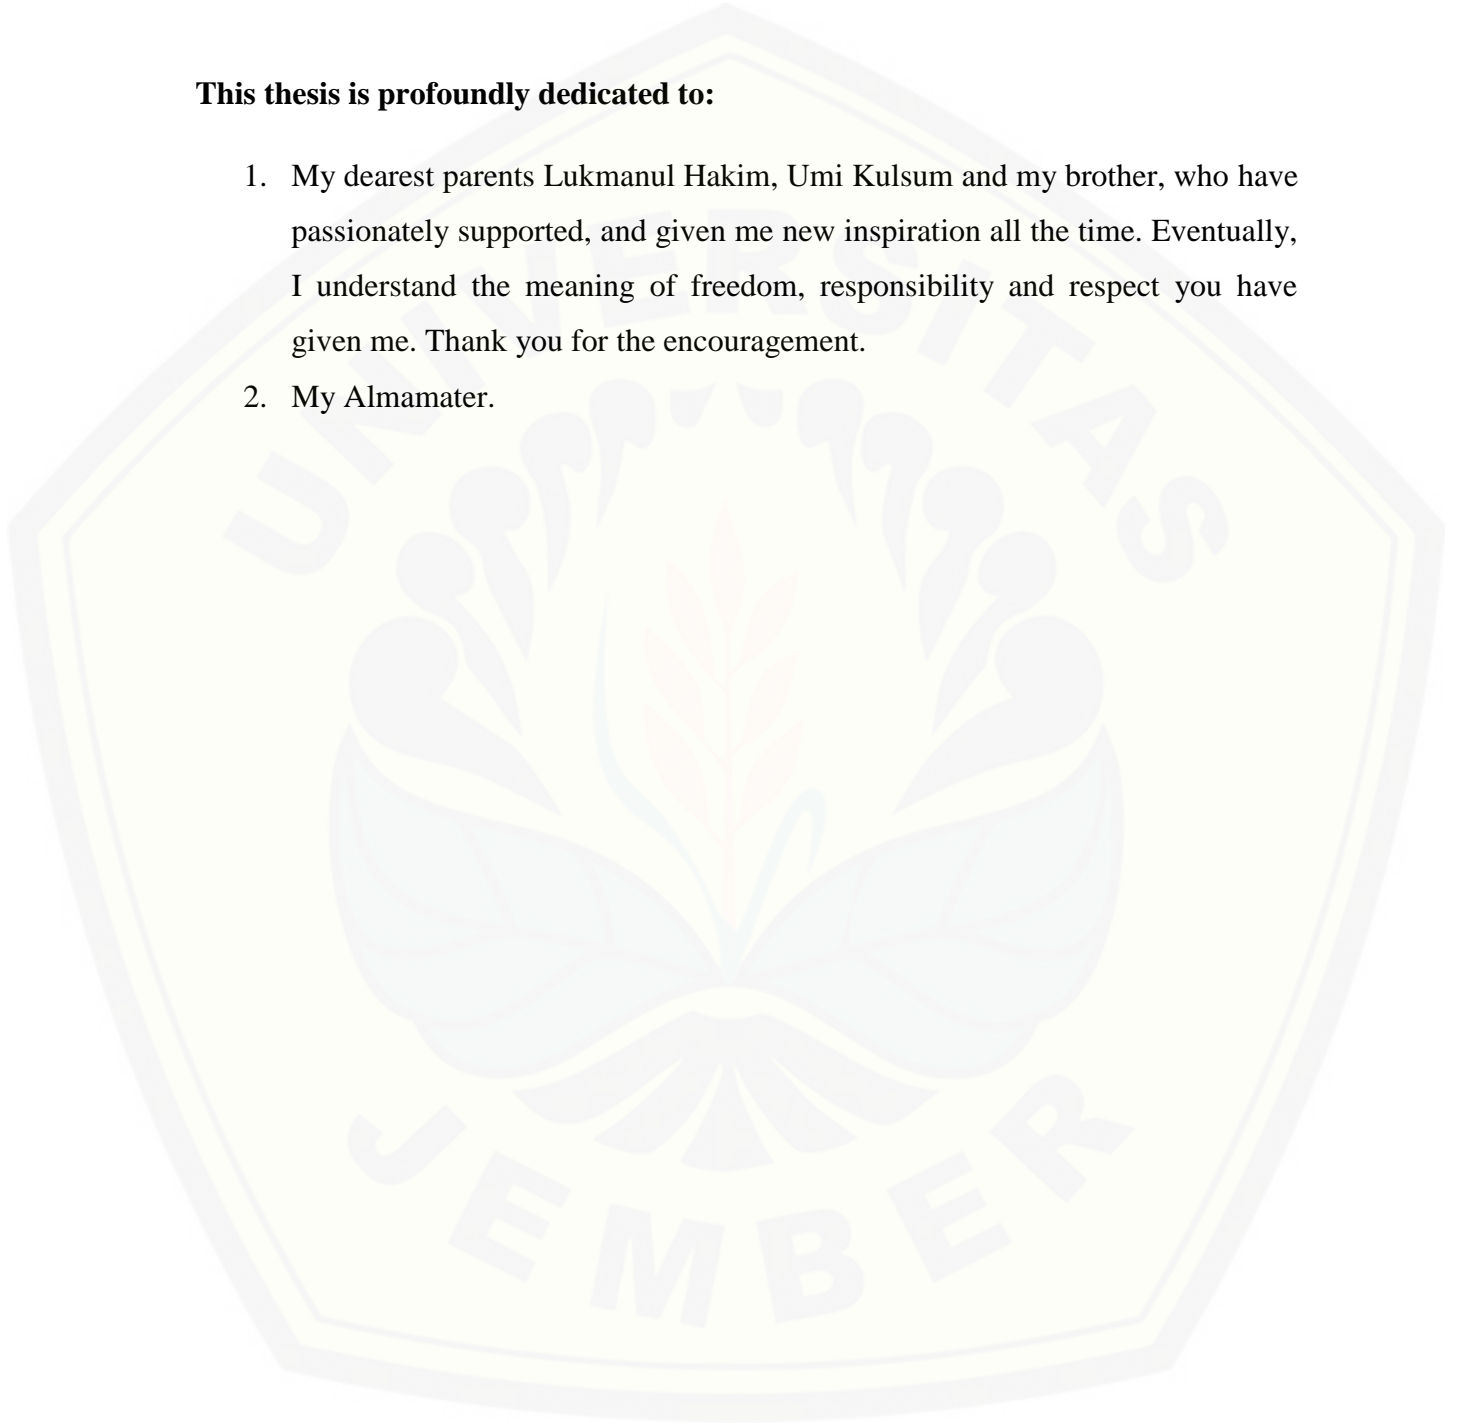 This thesis is profoundly dedicated to:
1. My dearest parents Lukmanul Hakim, Umi Kulsum and my brother, who have
passionately supported, and given me new inspiration all the time. Eventually,
I understand the meaning of freedom, responsibility and respect you have
given me. Thank you for the encouragement.
2. My Almamater.
UNIVERSITAS
JEMBER